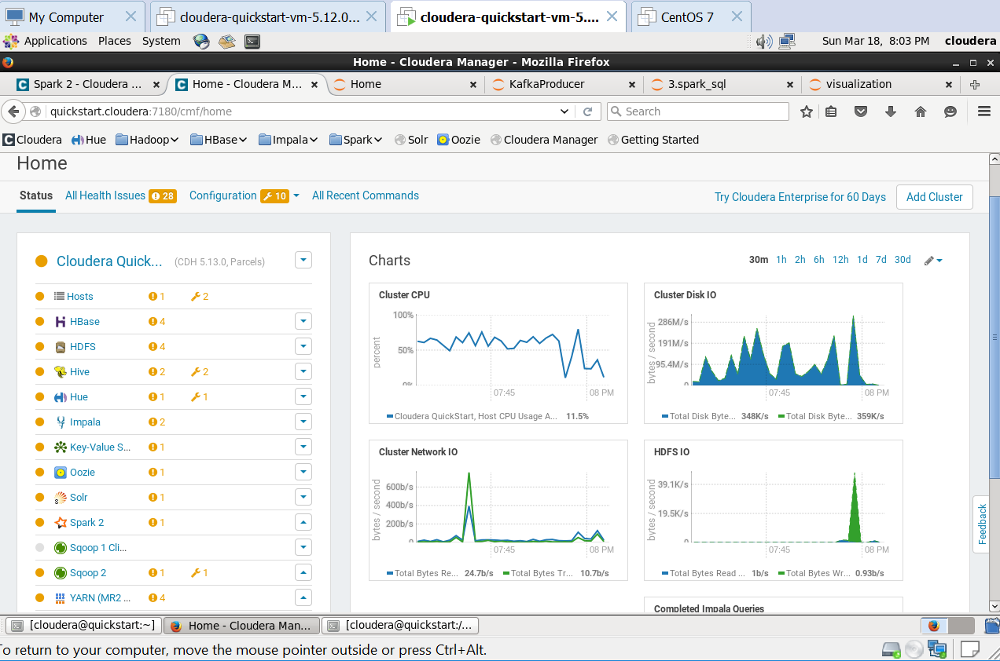 My Computer
cloudera-quickstart-vm-5.12.0...
cloudera-quickstart-vm-5....
CentOS 7
Applications Places System
Sun Mar 18, 8:03 PM cloudera
Home - Cloudera Manager - Mozilla Firefox
Spark 2 - Cloudera ...
Home - Cloudera M...
Home
KafkaProducer
3.spark_sql
visualization
quickstart.cloudera:7180/cmf/home
Search
Cloudera Hue Hadoop HBase Impala Spark Solr Oozie Cloudera Manager Getting Started
Home
Status All Health Issues 28 Configuration 10 All Recent Commands
Try Cloudera Enterprise for 60 Days Add Cluster
Cloudera Quick... (CDH 5.13.0, Parcels)
Hosts 1 2
HBase 4
HDFS 4
Hive 2 2
Hue 1 1
Impala 2
Key-Value S... 1
Oozie 1
Solr 1
Spark 2 1
Sqoop 1 Cli...
Sqoop 2 1 1
YARN (MR2 ... 4
Charts
30m 1h 2h 6h 12h 1d 7d 30d
Cluster CPU
percent
100%
50%
0%
07:45 08 PM
Cloudera QuickStart, Host CPU Usage A... 11.5%
Cluster Disk IO
bytes / second
286M/s
191M/s
95.4M/s
0
07:45 08 PM
Total Disk Byte... 348K/s Total Disk Byte... 359K/s
Cluster Network IO
bytes / second
600b/s
400b/s
200b/s
0
07:45 08 PM
Total Bytes Re... 24.7b/s Total Bytes Tr... 10.7b/s
HDFS IO
bytes / second
39.1K/s
19.5K/s
0
07:45 08 PM
Total Bytes Read ... 1b/s Total Bytes Wr... 0.93b/s
Completed Impala Queries
Feedback
[cloudera@quickstart:~]
Home - Cloudera Man...
[cloudera@quickstart:/...
To return to your computer, move the mouse pointer outside or press Ctrl+Alt.